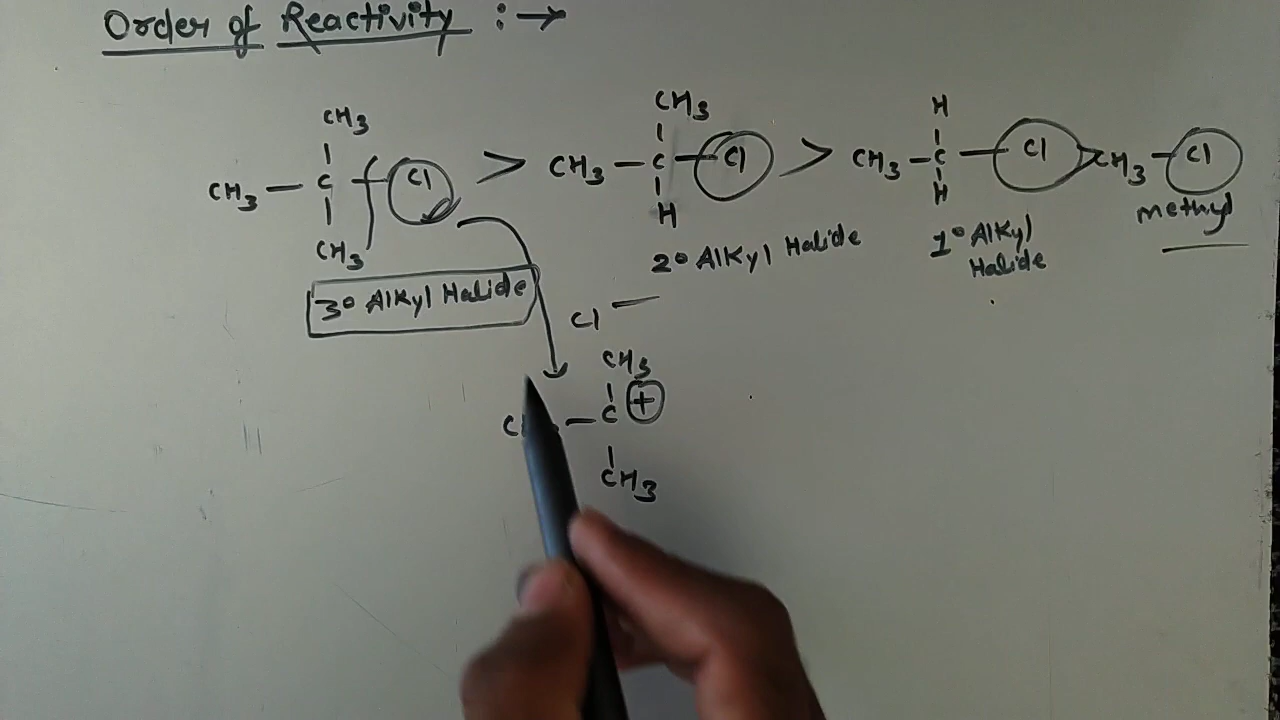 Order of Reactivity :→
CH3
CH3 — C — Cl > CH3 — C — Cl > CH3 — C — Cl > CH3 — Cl
CH3
CH3
H
H
H
methyl
3° Alkyl Halide
2° Alkyl Halide
1° Alkyl
Halide
Cl —
CH3
— C +
CH3